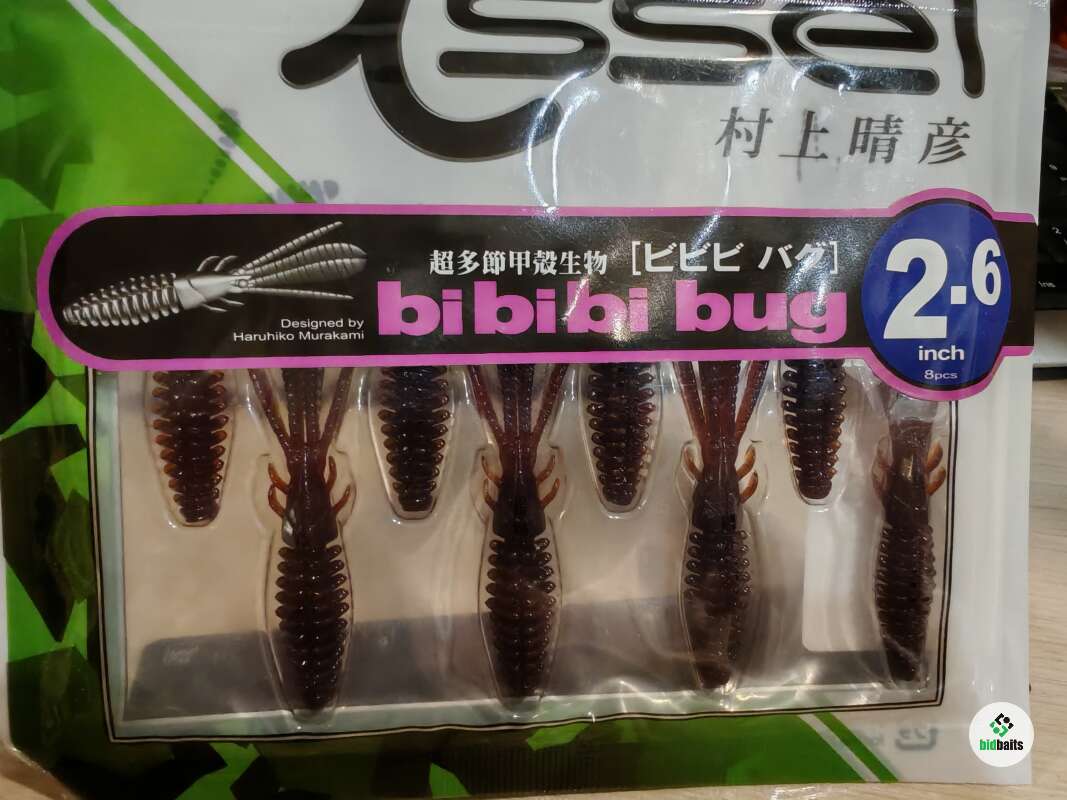 issei
村上晴彦
超多節甲殻生物 [ビビビ バグ]
bibibi bug
Designed by
Haruhiko Murakami
2.6
inch
8pcs
bidbaits